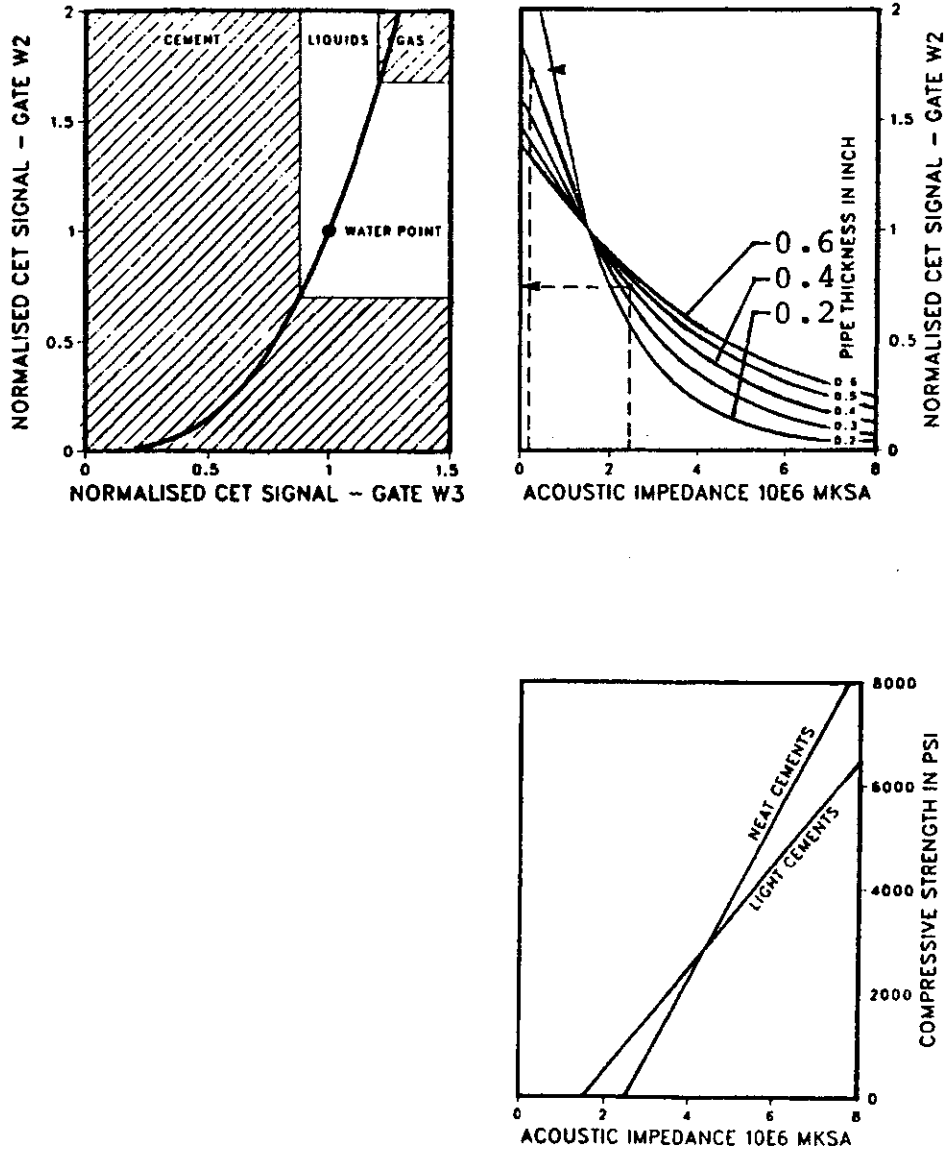 NORMALISED CET SIGNAL – GATE W2
2
1.5
1
0.5
0
CEMENT
LIQUIDS
GAS
WATER POINT
0
0.5
1
1.5
NORMALISED CET SIGNAL – GATE W3
2
1.5
1
0.5
0
NORMALISED CET SIGNAL – GATE W2
PIPE THICKNESS IN INCH
0.6
0.4
0.2
0.6
0.5
0.4
0.3
0.2
0
2
4
6
8
ACOUSTIC IMPEDANCE 10E6 MKSA
8000
6000
4000
2000
0
COMPRESSIVE STRENGTH IN PSI
NEAT CEMENTS
LIGHT CEMENTS
0
2
4
6
8
ACOUSTIC IMPEDANCE 10E6 MKSA